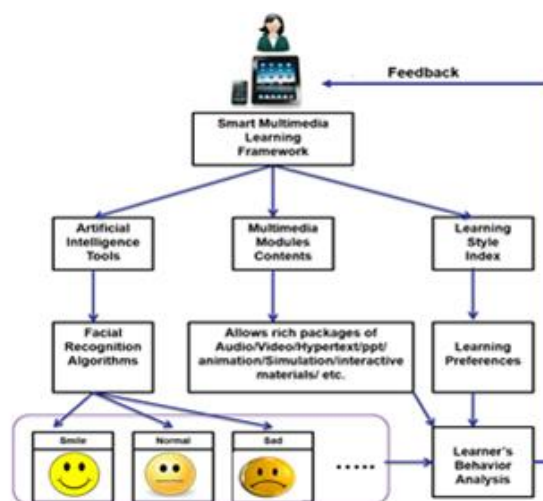 Feedback
Smart Multimedia
Learning
Framework
Artificial
Intelligence
Tools
Multimedia
Modules
Contents
Learning
Style
Index
Facial
Recognition
Algorithms
Allows rich packages of
Audio/Video/Hypertext/ppt/
animation/Simulation/interactive
materials/ etc.
Learning
Preferences
Smile
Normal
Sad
.....
Learner's
Behavior
Analysis